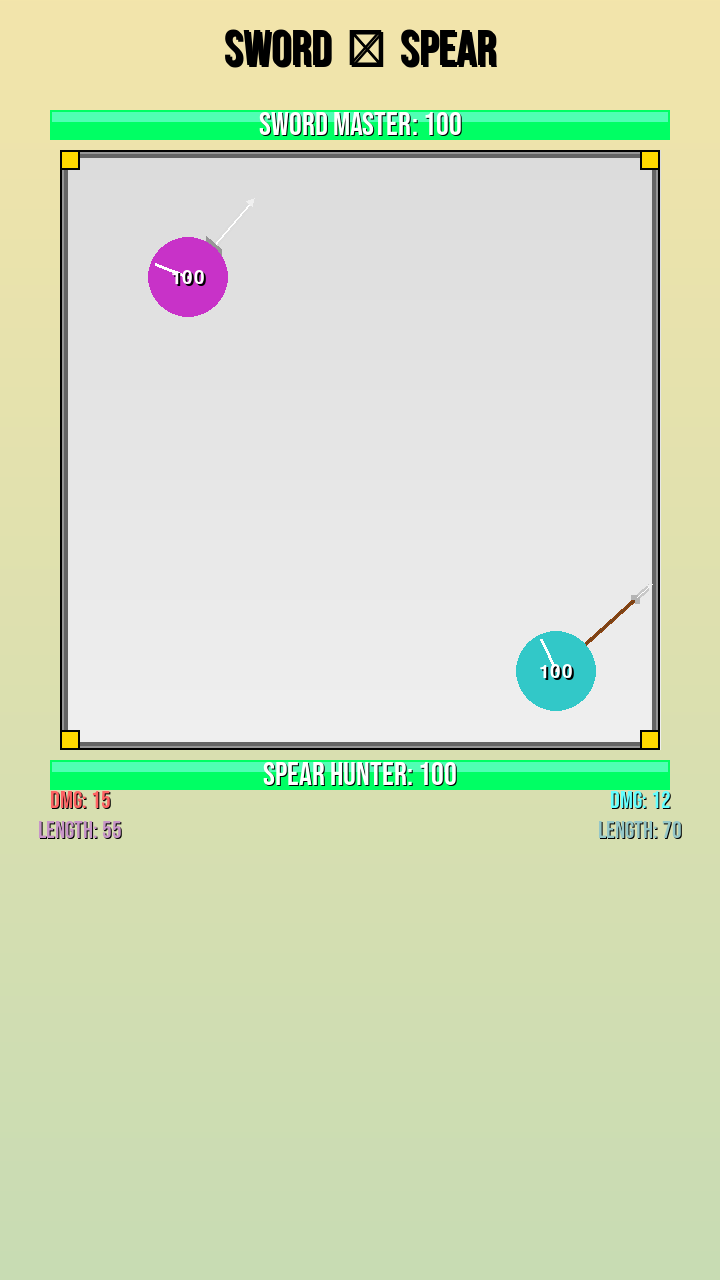 SWORD ☒ SPEAR
SWORD MASTER: 100
100
100
SPEAR HUNTER: 100
DMG: 15
DMG: 12
LENGTH: 55
LENGTH: 70